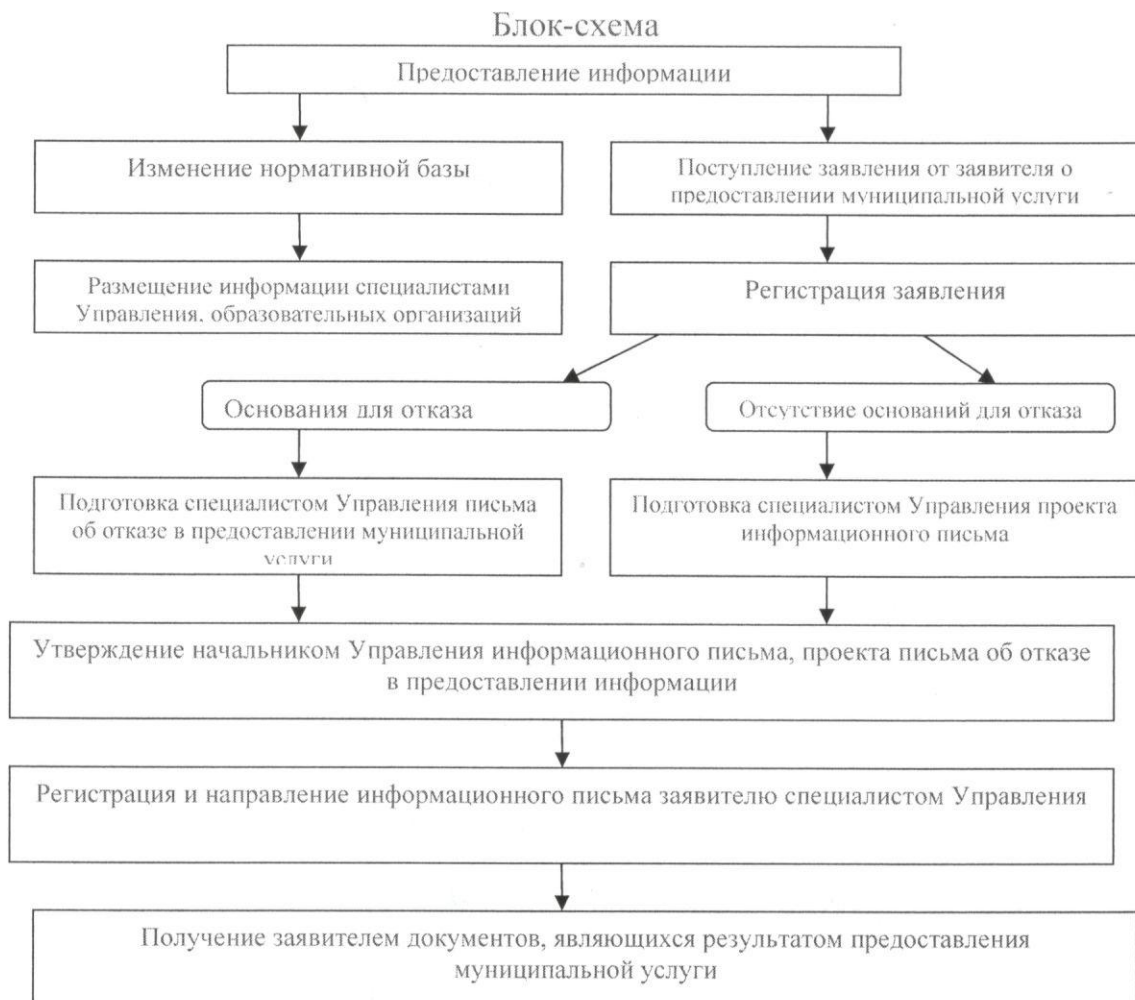 Блок-схема
Предоставление информации
Изменение нормативной базы
Поступление заявления от заявителя о
предоставлении муниципальной услуги
Размещение информации специалистами
Управления, образовательных организаций
Регистрация заявления
Основания для отказа
Отсутствие оснований для отказа
Подготовка специалистом Управления письма
об отказе в предоставлении муниципальной
услуги
Подготовка специалистом Управления проекта
информационного письма
Утверждение начальником Управления информационного письма, проекта письма об отказе
в предоставлении информации
Регистрация и направление информационного письма заявителю специалистом Управления
Получение заявителем документов, являющихся результатом предоставления
муниципальной услуги